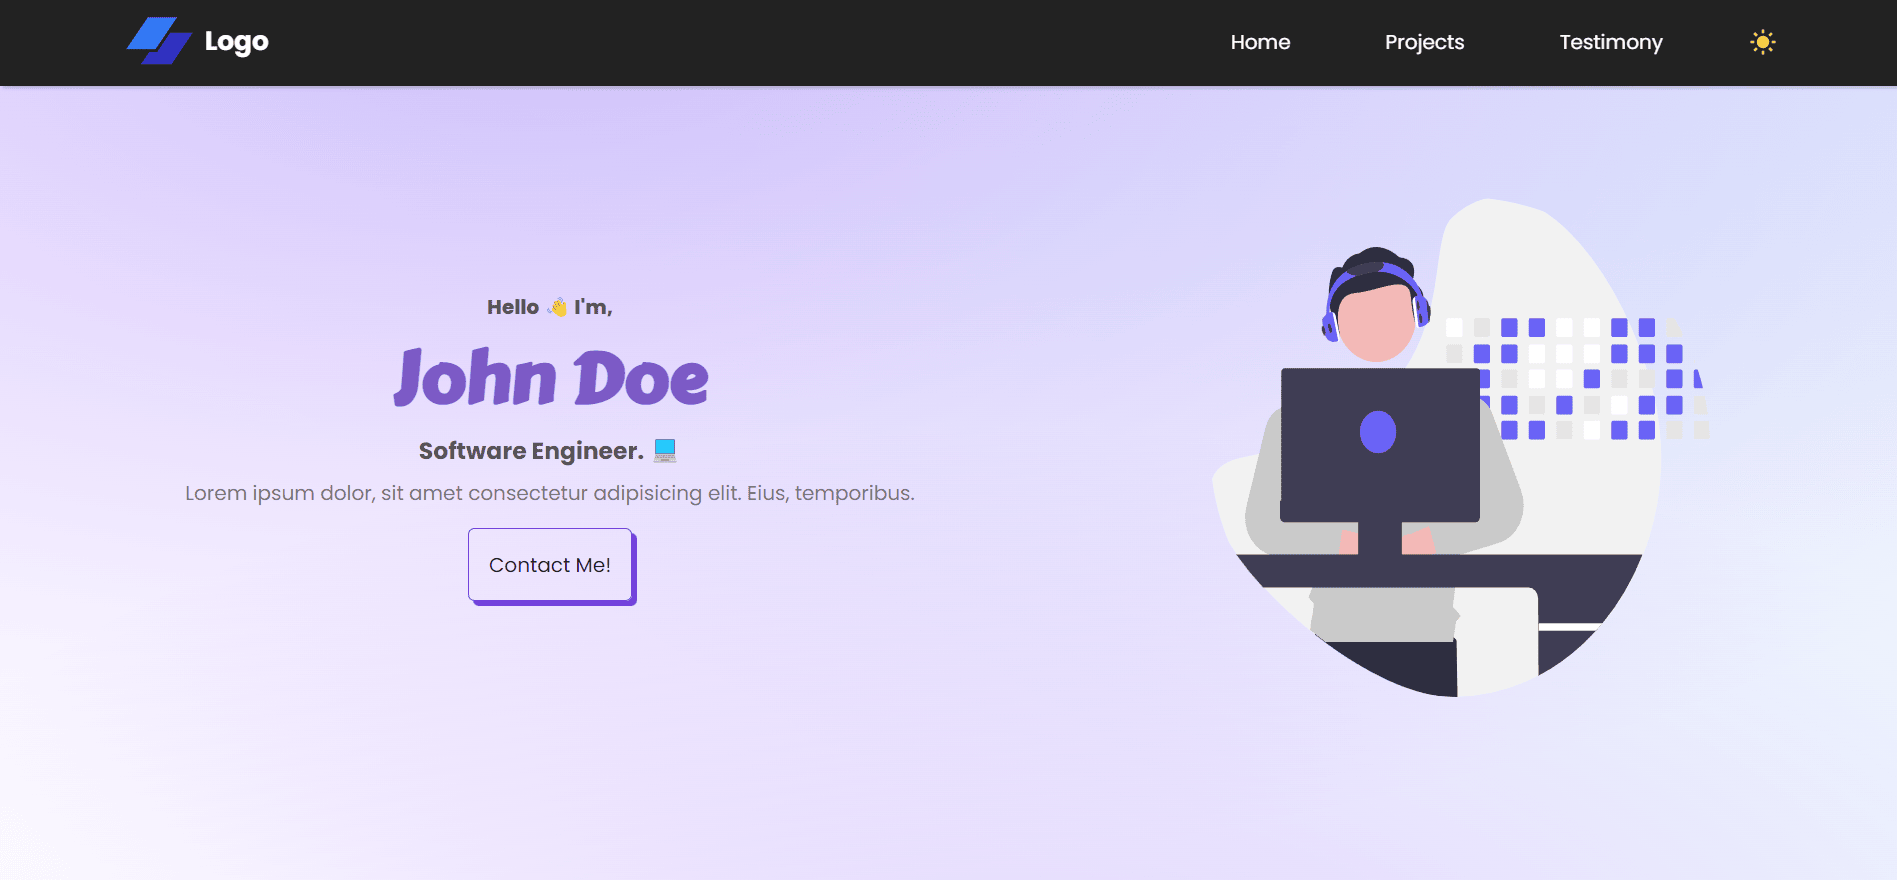 Logo
Home Projects Testimony
Hello 👋 I'm,
John Doe
Software Engineer. 💻
Lorem ipsum dolor, sit amet consectetur adipisicing elit. Eius, temporibus.
Contact Me!